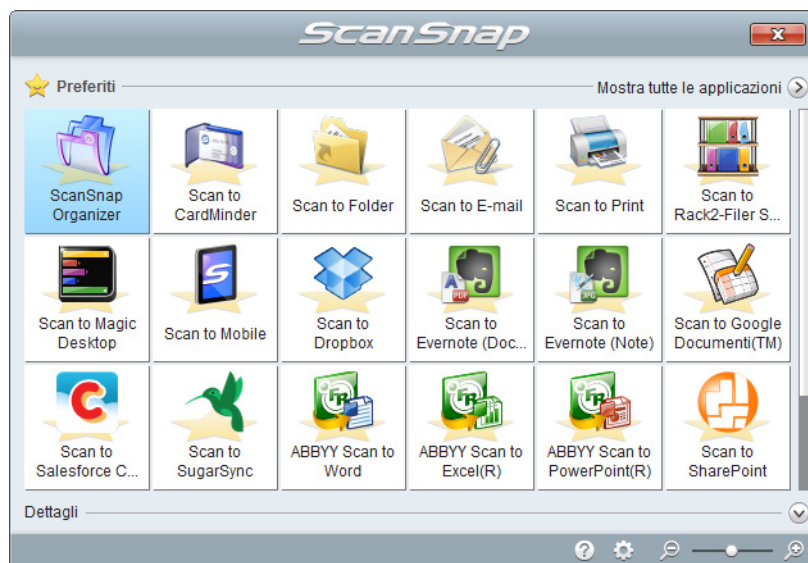 ScanSnap
Preferiti
Mostra tutte le applicazioni
ScanSnap
Organizer
Scan to
CardMinder
Scan to Folder
Scan to E-mail
Scan to Print
Scan to
Rack2-Filer S...
Scan to Magic
Desktop
Scan to Mobile
Scan to
Dropbox
Scan to
Evernote (Doc...
Scan to
Evernote (Note)
Scan to Google
Documenti(TM)
Scan to
Salesforce C...
Scan to
SugarSync
ABBYY Scan to
Word
ABBYY Scan to
Excel(R)
ABBYY Scan to
PowerPoint(R)
Scan to
SharePoint
Dettagli